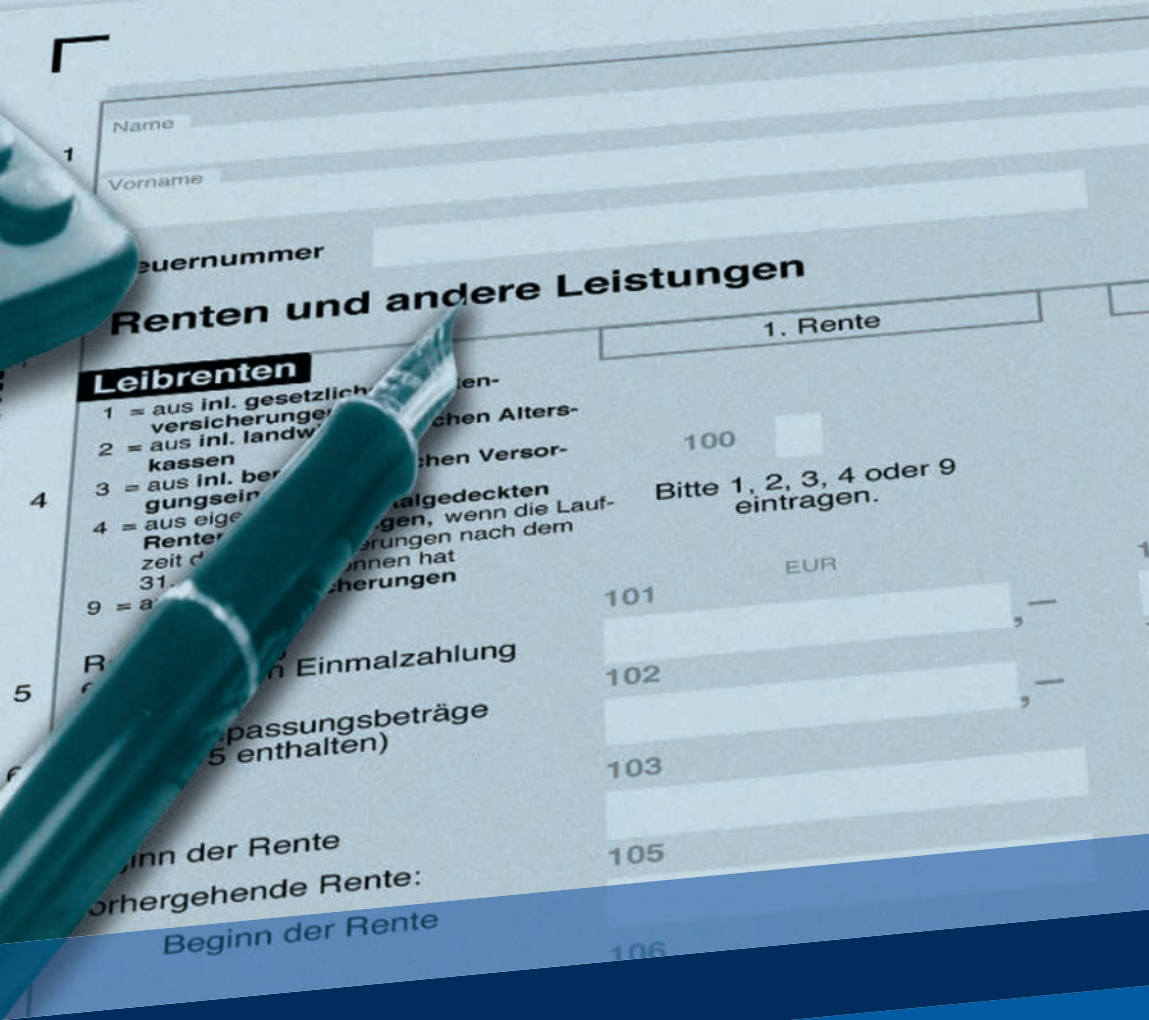 Name
1
Vorname
euernummer
Renten und andere Leistungen
1. Rente
Leibrenten
1 = aus inl. gesetzlich en-
versicherunge chen Alters-
2 = aus inl. landw
kassen chen Versor-
100
3 = aus inl. ber
4
gungsein algedeckten
Bitte 1, 2, 3, 4 oder 9
eintragen.
4 = aus eige gen, wenn die Lauf-
Renten erungen nach dem
zeit d onnen hat
31. cherungen
9 = a
EUR
101
, –
R n Einmalzahlung
5
102
, –
passungsbeträge
5 enthalten)
6
103
inn der Rente
105
orhergehende Rente:
Beginn der Rente
106